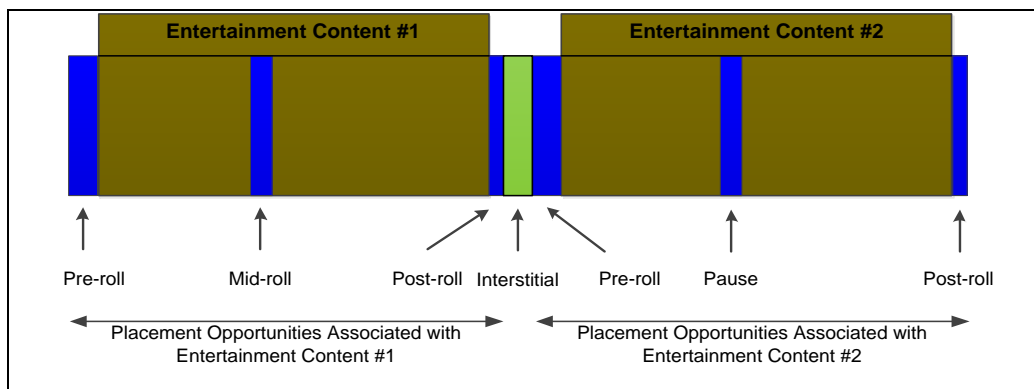 Entertainment Content #1
Entertainment Content #2
Pre-roll
Mid-roll
Post-roll
Interstitial
Pre-roll
Pause
Post-roll
Placement Opportunities Associated with
Entertainment Content #1
Placement Opportunities Associated with
Entertainment Content #2